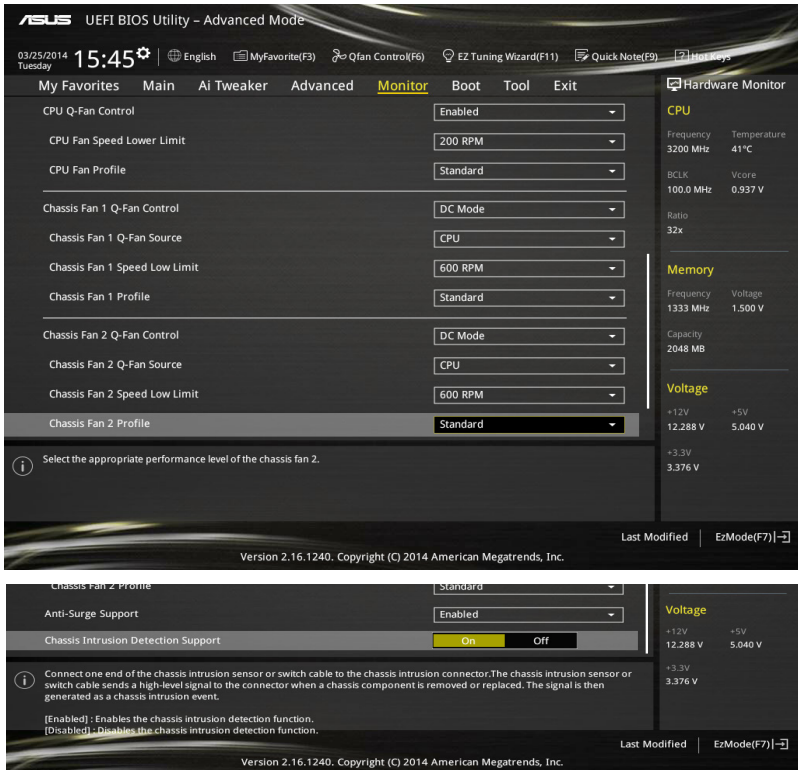 ASUS UEFI BIOS Utility – Advanced Mode
03/25/2014 Tuesday 15:45 English MyFavorite(F3) Qfan Control(F6) EZ Tuning Wizard(F11) Quick Note(F9) ? Hot Keys
My Favorites Main Ai Tweaker Advanced Monitor Boot Tool Exit
CPU Q-Fan Control Enabled
CPU Fan Speed Lower Limit 200 RPM
CPU Fan Profile Standard
Chassis Fan 1 Q-Fan Control DC Mode
Chassis Fan 1 Q-Fan Source CPU
Chassis Fan 1 Speed Low Limit 600 RPM
Chassis Fan 1 Profile Standard
Chassis Fan 2 Q-Fan Control DC Mode
Chassis Fan 2 Q-Fan Source CPU
Chassis Fan 2 Speed Low Limit 600 RPM
Chassis Fan 2 Profile Standard
i Select the appropriate performance level of the chassis fan 2.
Hardware Monitor
CPU
Frequency Temperature
3200 MHz 41°C
BCLK Vcore
100.0 MHz 0.937 V
Ratio
32x
Memory
Frequency Voltage
1333 MHz 1.500 V
Capacity
2048 MB
Voltage
+12V +5V
12.288 V 5.040 V
+3.3V
3.376 V
Last Modified EzMode(F7)
Version 2.16.1240. Copyright (C) 2014 American Megatrends, Inc.
Chassis Fan 2 Profile Standard
Anti-Surge Support Enabled
Chassis Intrusion Detection Support On Off
i Connect one end of the chassis intrusion sensor or switch cable to the chassis intrusion connector.The chassis intrusion sensor or
switch cable sends a high-level signal to the connector when a chassis component is removed or replaced. The signal is then
generated as a chassis intrusion event.
[Enabled] : Enables the chassis intrusion detection function.
[Disabled] : Disables the chassis intrusion detection function.
Voltage
+12V +5V
12.288 V 5.040 V
+3.3V
3.376 V
Last Modified EzMode(F7)
Version 2.16.1240. Copyright (C) 2014 American Megatrends, Inc.